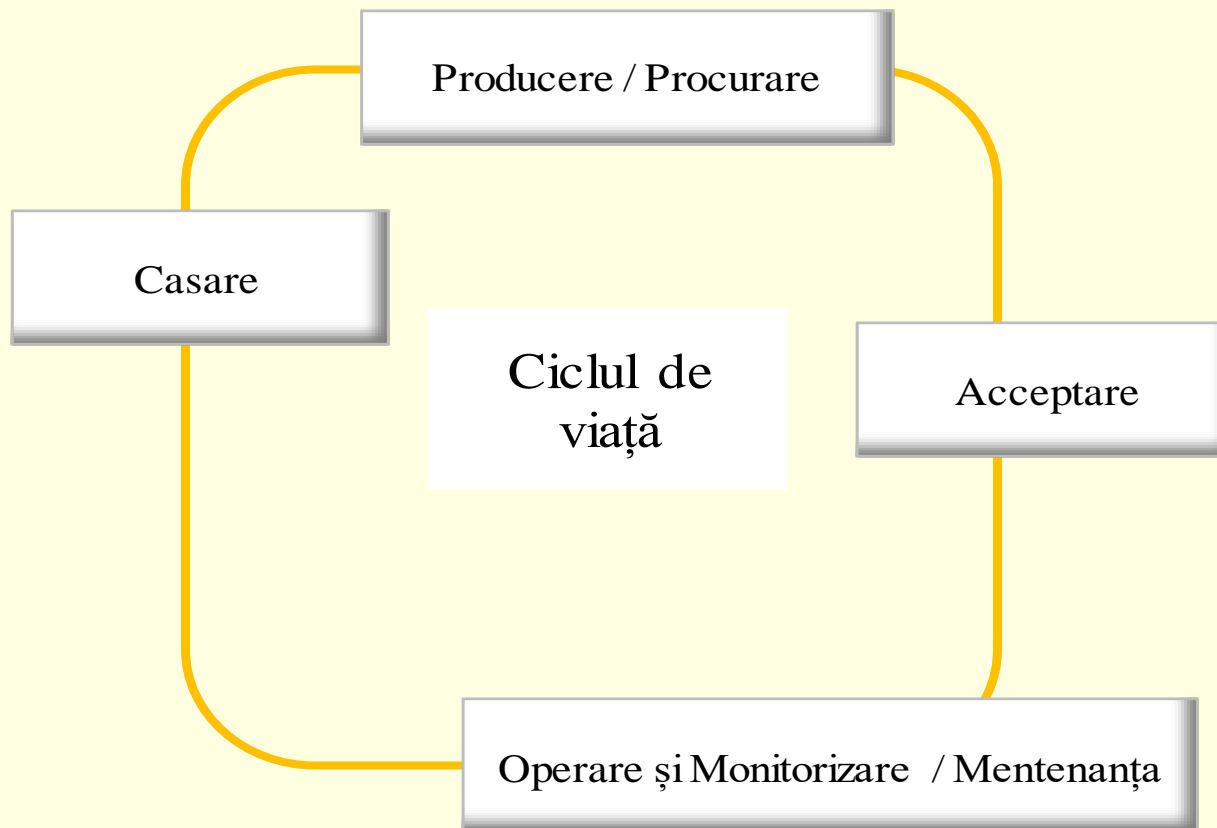 Producere / Procurare
Casare
Ciclul de
viață
Acceptare
Operare și Monitorizare / Mentenanța